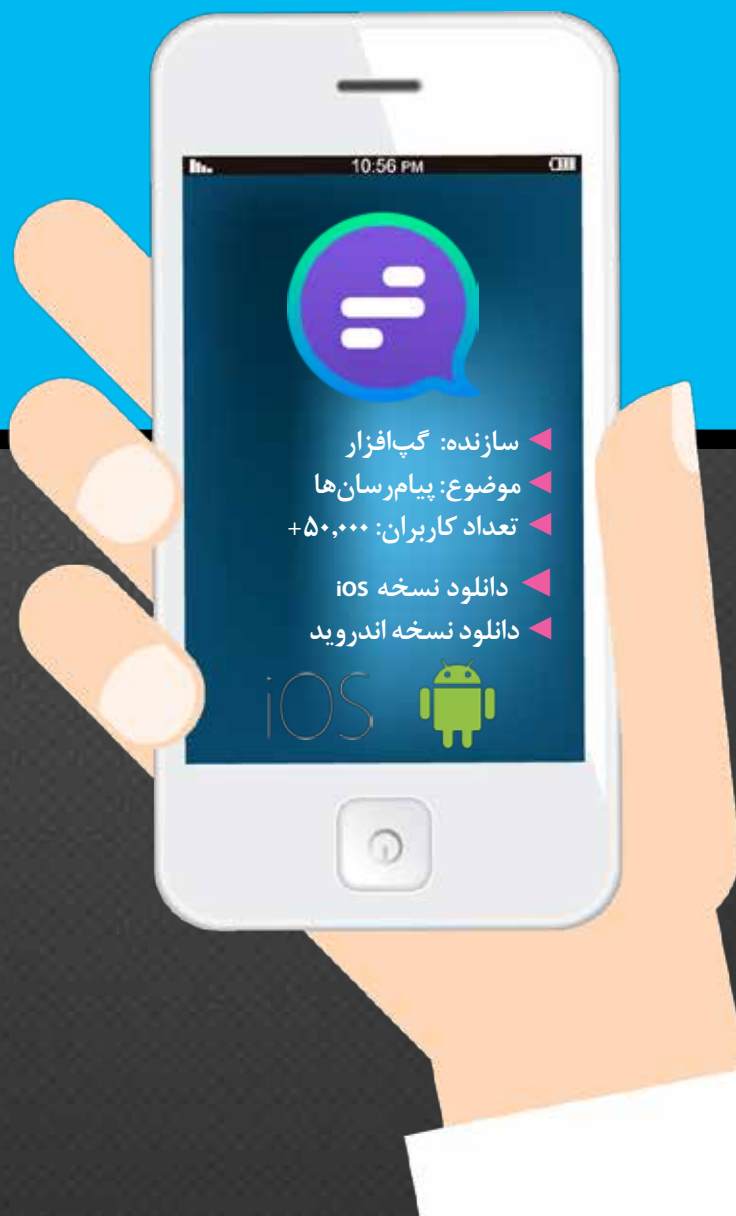 10:56 PM
سازنده: گپ‌افزار
موضوع: پیام‌رسان‌ها
تعداد کاربران: ۵۰,۰۰۰+
دانلود نسخه ios
دانلود نسخه اندروید
iOS